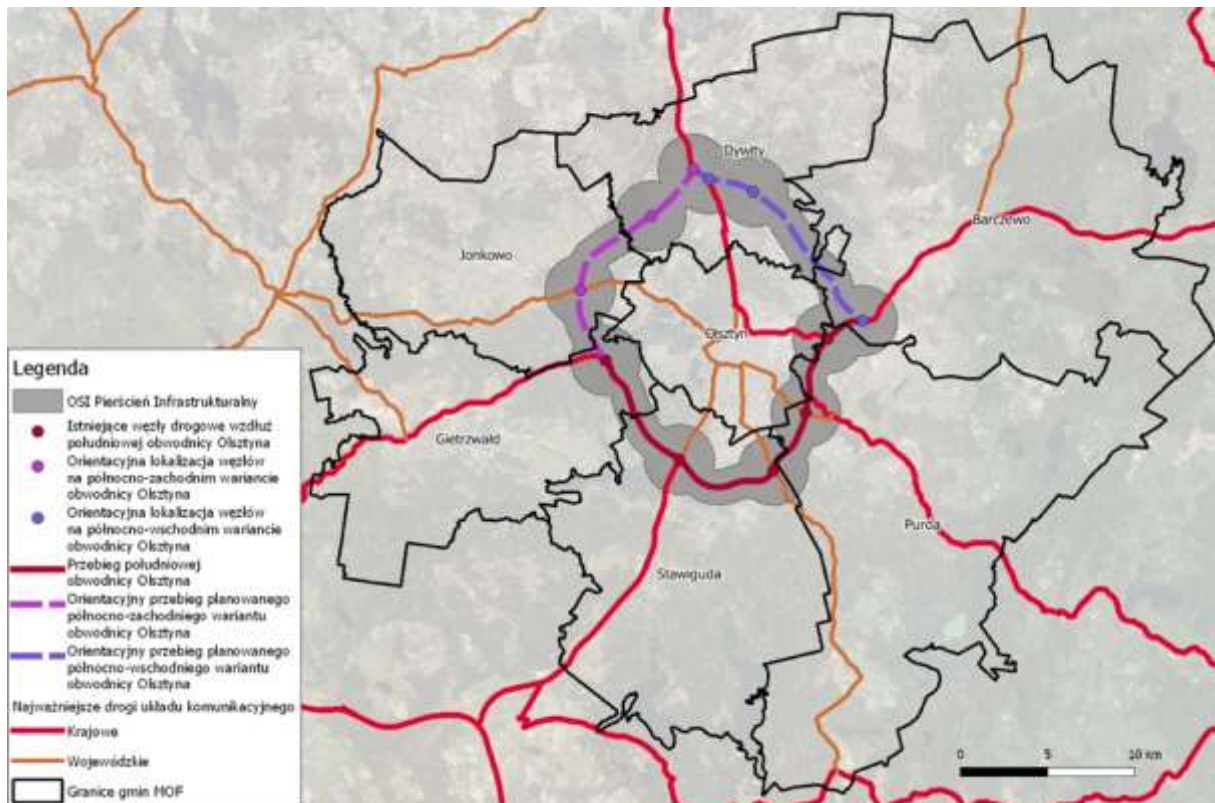 Dywity
Barczewo
Jonkowo
Olsztyn
Gietrzwałd
Purda
Stawiguda
Legenda
OSI Pierścień Infrastrukturalny
Istniejące węzły drogowe wzdłuż
południowej obwodnicy Olsztyna
Orientacyjna lokalizacja węzłów
na północno-zachodnim wariancie
obwodnicy Olsztyna
Orientacyjna lokalizacja węzłów
na północno-wschodnim wariancie
obwodnicy Olsztyna
Przebieg południowej
obwodnicy Olsztyna
Orientacyjny przebieg planowanego
północno-zachodniego wariantu
obwodnicy Olsztyna
Orientacyjny przebieg planowanego
północno-wschodniego wariantu
obwodnicy Olsztyna
Najważniejsze drogi układu komunikacyjnego
Krajowe
Wojewódzkie
Granice gmin MOF
0 5 10 km